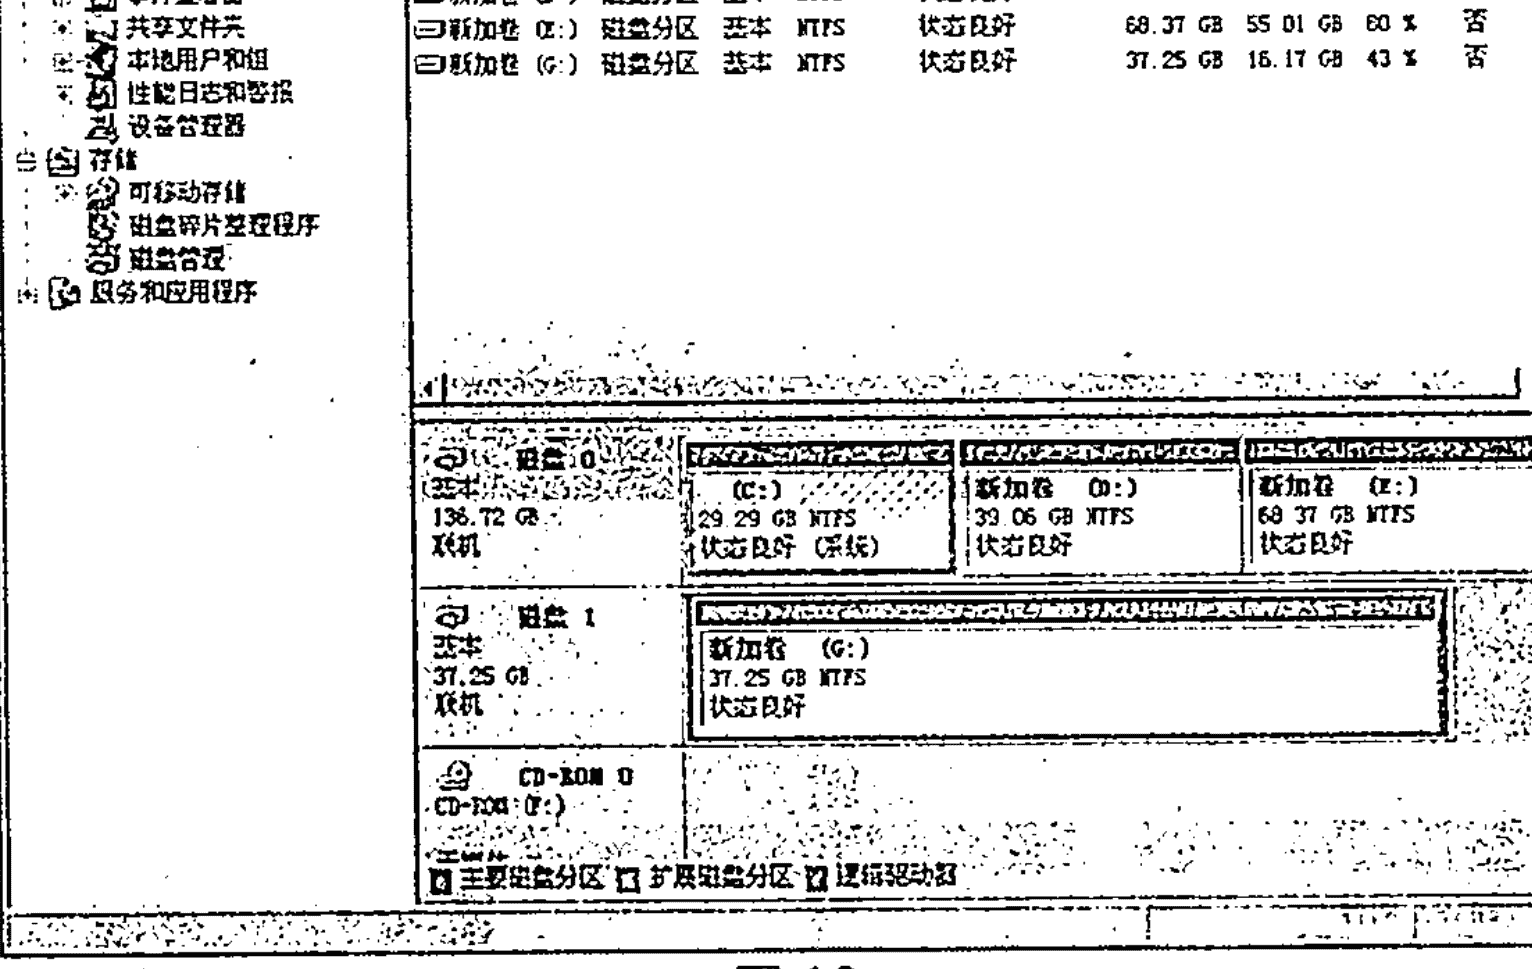 共享文件夹
本地用户和组
性能日志和警报
设备管理器
存储
可移动存储
磁盘碎片整理程序
磁盘管理
服务和应用程序
新加卷 (E:) 磁盘分区 基本 NTFS 状态良好 68.37 GB 55.01 GB 80 % 否
新加卷 (G:) 磁盘分区 基本 NTFS 状态良好 37.25 GB 16.17 GB 43 % 否
磁盘 0
基本
136.72 GB
联机
(C:)
29.29 GB NTFS
状态良好 (系统)
新加卷 (D:)
39.06 GB NTFS
状态良好
新加卷 (E:)
68.37 GB NTFS
状态良好
磁盘 1
基本
37.25 GB
联机
新加卷 (G:)
37.25 GB NTFS
状态良好
CD-ROM 0
CD-ROM (F:)
主要磁盘分区 扩展磁盘分区 逻辑驱动器